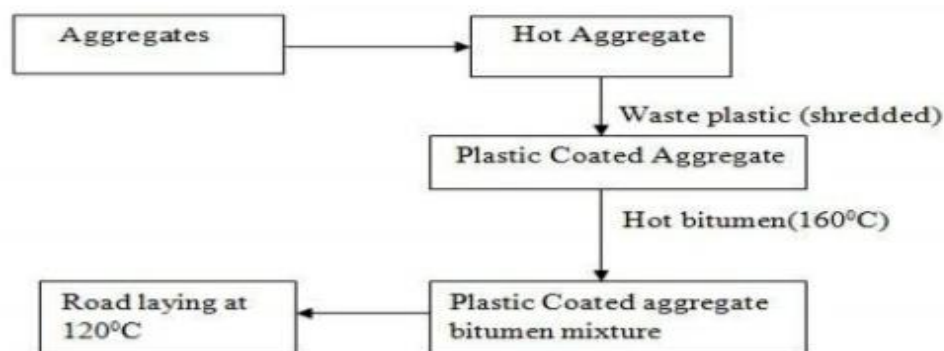 Aggregates
Hot Aggregate
Waste plastic (shredded)
Plastic Coated Aggregate
Hot bitumen(160⁰C)
Plastic Coated aggregate
bitumen mixture
Road laying at
120⁰C